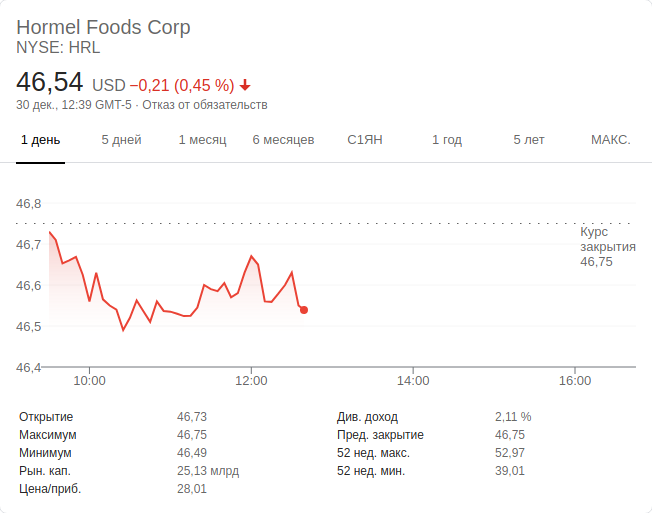 Hormel Foods Corp
NYSE: HRL
46,54 USD −0,21 (0,45 %)
30 дек., 12:39 GMT-5 · Отказ от обязательств
1 день 5 дней 1 месяц 6 месяцев С1ЯН 1 год 5 лет МАКС.
46,8
Курс
закрытия
46,75
46,7
46,6
46,5
46,4
10:00 12:00 14:00 16:00
Открытие 46,73 Див. доход 2,11 %
Максимум 46,75 Пред. закрытие 46,75
Минимум 46,49 52 нед. макс. 52,97
Рын. кап. 25,13 млрд 52 нед. мин. 39,01
Цена/приб. 28,01